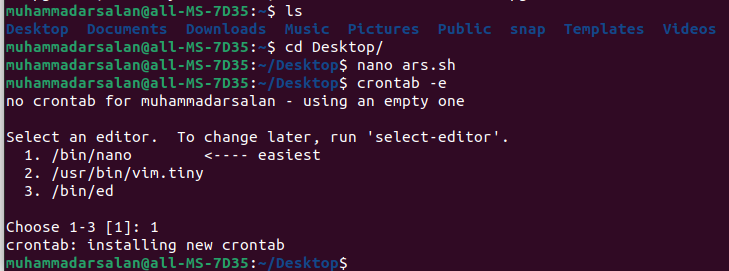 muhammadarsalan@all-MS-7D35:~$ ls
Desktop  Documents  Downloads  Music  Pictures  Public  snap  Templates  Videos
muhammadarsalan@all-MS-7D35:~$ cd Desktop/
muhammadarsalan@all-MS-7D35:~/Desktop$ nano ars.sh
muhammadarsalan@all-MS-7D35:~/Desktop$ crontab -e
no crontab for muhammadarsalan - using an empty one
Select an editor.  To change later, run 'select-editor'.
  1. /bin/nano        <---- easiest
  2. /usr/bin/vim.tiny
  3. /bin/ed
Choose 1-3 [1]: 1
crontab: installing new crontab
muhammadarsalan@all-MS-7D35:~/Desktop$